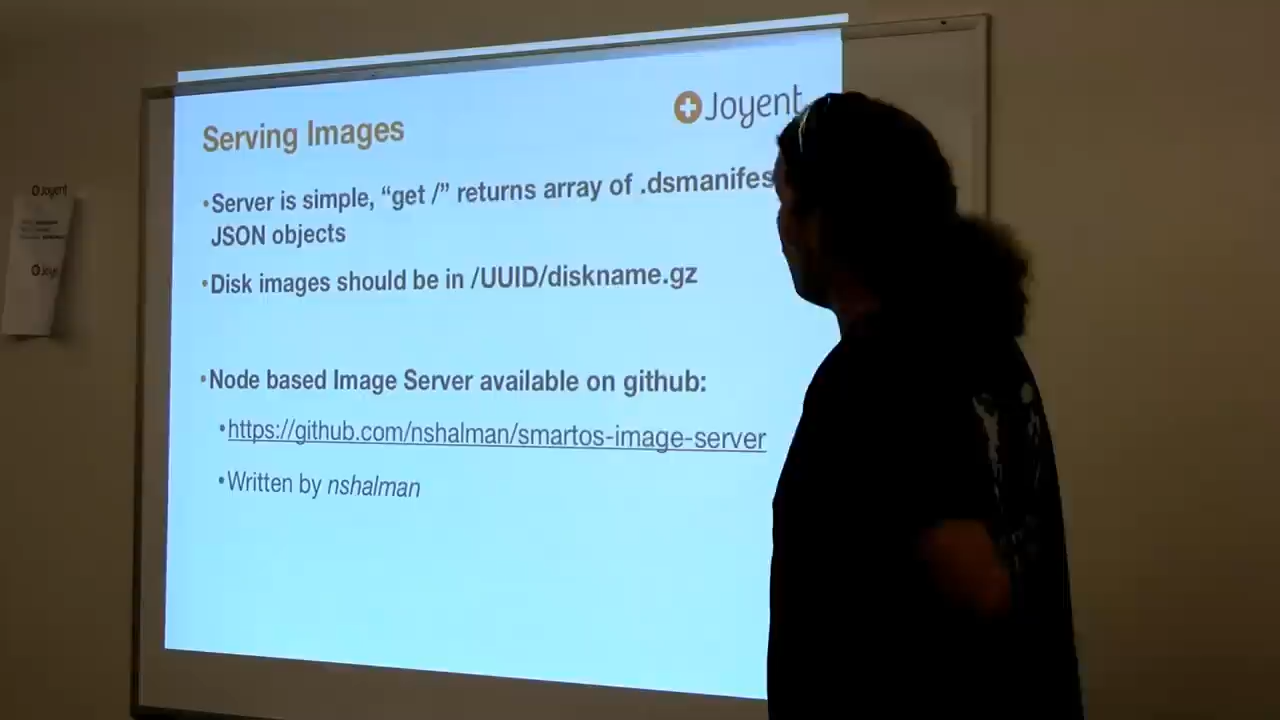 Joyent
Serving Images
•Server is simple, “get /” returns array of .dsmanifes
JSON objects
•Disk images should be in /UUID/diskname.gz
•Node based Image Server available on github:
•https://github.com/nshalman/smartos-image-server
•Written by nshalman
Joyent